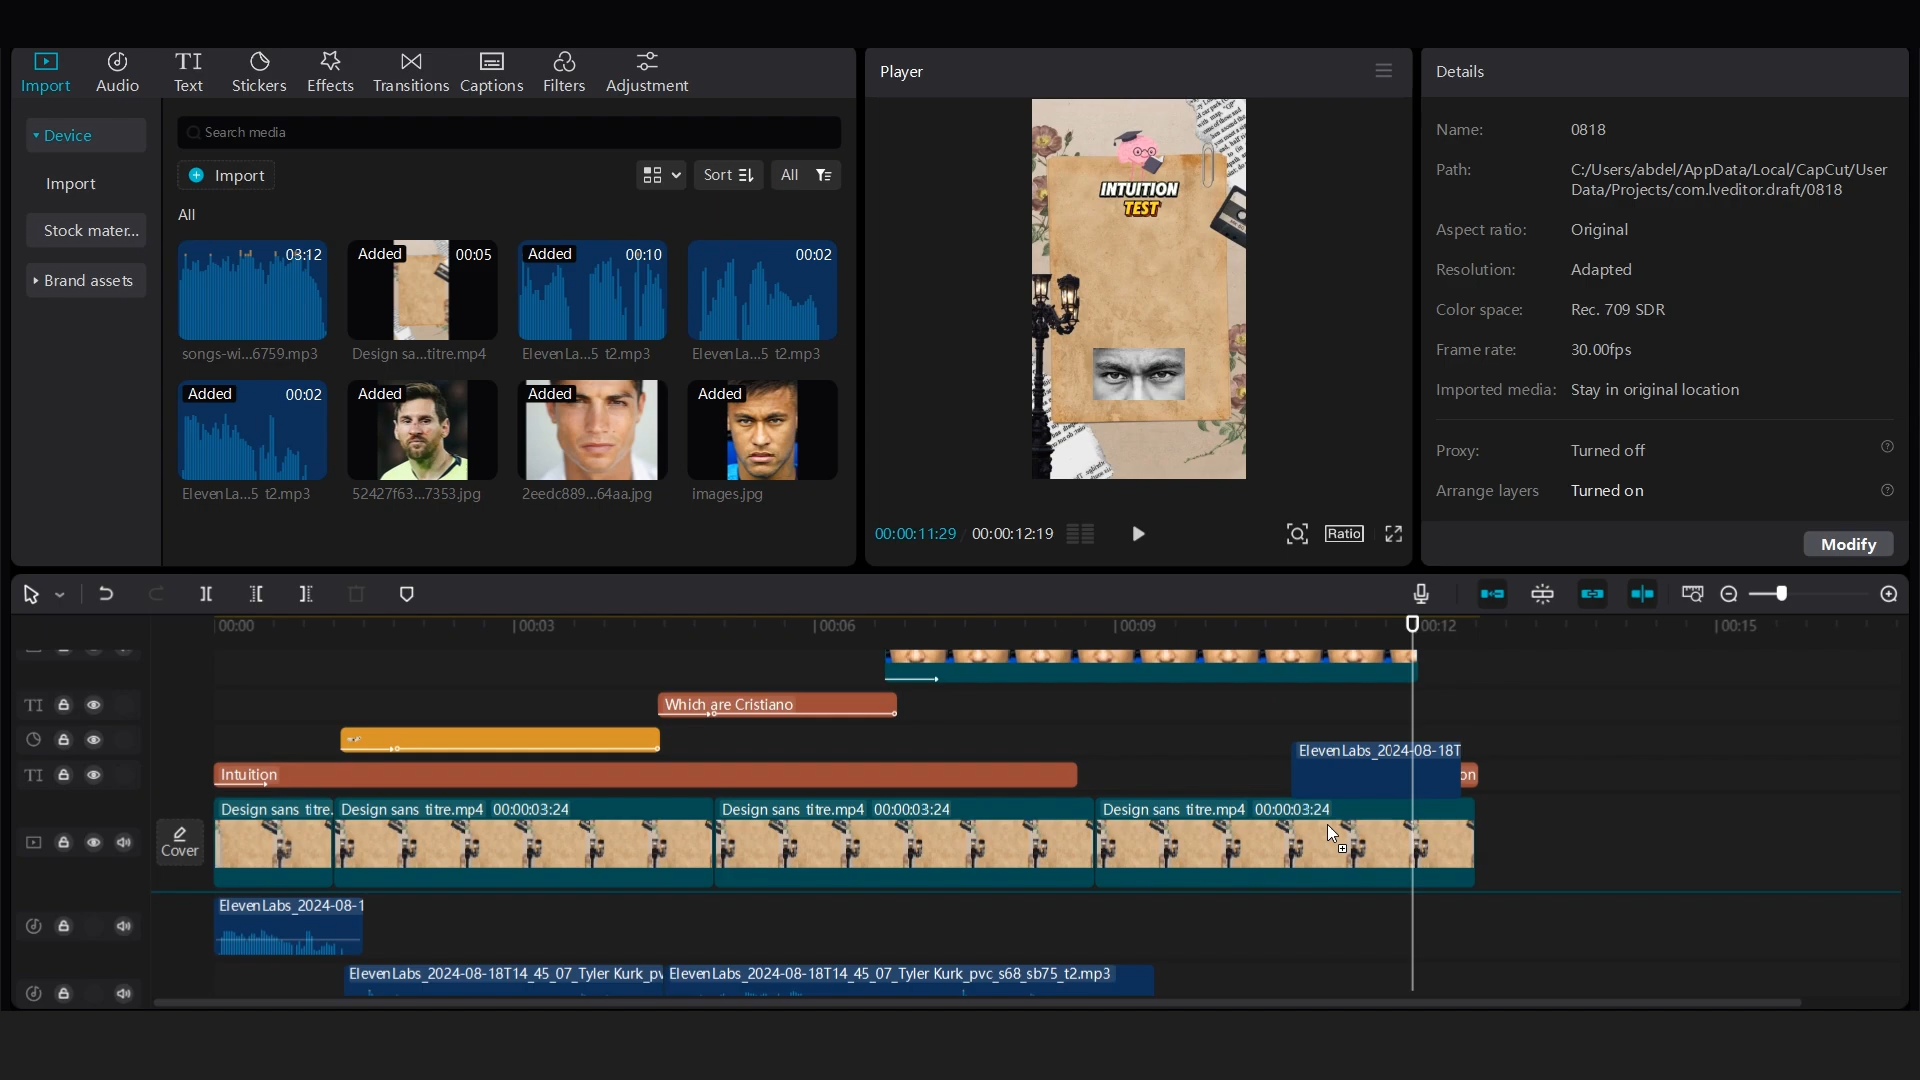 Import
Audio
Text
Stickers
Effects
Transitions
Captions
Filters
Adjustment
Device
Import
Stock mater...
Brand assets
Search media
Import
Sort
All
All
03:12
songs-wi...6759.mp3
Added
00:05
Design sa...titre.mp4
Added
00:10
ElevenLa...5_t2.mp3
00:02
ElevenLa...5_t2.mp3
Added
00:02
ElevenLa...5_t2.mp3
Added
52427f63...7353.jpg
Added
2eedc889...64aa.jpg
Added
images.jpg
Player
INTUITION
TEST
00:00:11:29
00:00:12:19
Ratio
Details
Name: 0818
Path: C:/Users/abdel/AppData/Local/CapCut/User
Data/Projects/com.lveditor.draft/0818
Aspect ratio: Original
Resolution: Adapted
Color space: Rec. 709 SDR
Frame rate: 30.00fps
Imported media: Stay in original location
Proxy: Turned off
Arrange layers Turned on
Modify
00:00
00:03
00:06
00:09
00:12
00:15
TI
Which are Cristiano
ElevenLabs_2024-08-18T
TI
Intuition
on
Design sans titre.
Design sans titre.mp4 00:00:03:24
Design sans titre.mp4 00:00:03:24
Design sans titre.mp4 00:00:03:24
Cover
ElevenLabs_2024-08-1
ElevenLabs_2024-08-18T14_45_07_Tyler Kurk_pv
ElevenLabs_2024-08-18T14_45_07_Tyler Kurk_pvc_s68_sb75_t2.mp3